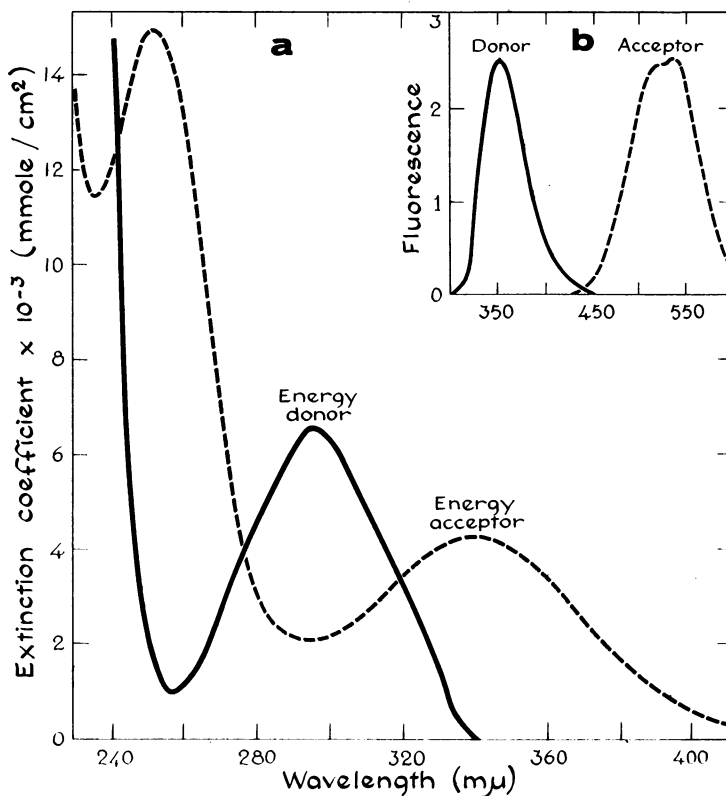 a
14
12
10
8
6
4
2
0
Extinction coefficient x 10⁻³ (mmole/cm²)
240
280
320
360
400
Wavelength (mμ)
Energy
donor
Energy
acceptor
b
Donor
Acceptor
3
2
1
0
Fluorescence
350
450
550